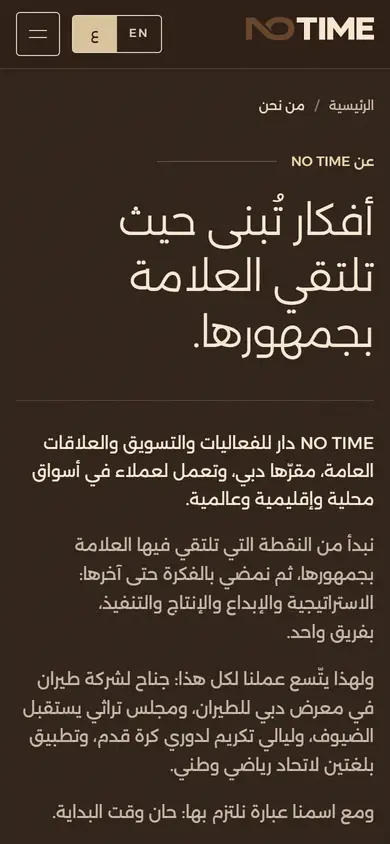 NO TIME
EN
ع
الرئيسية / من نحن
عن NO TIME
أفكار تُبنى حيث
تلتقي العلامة
بجمهورها.
NO TIME دار للفعاليات والتسويق والعلاقات
العامة، مقرّها دبي، وتعمل لعملاء في أسواق
محلية وإقليمية وعالمية.
نبدأ من النقطة التي تلتقي فيها العلامة
بجمهورها، ثم نمضي بالفكرة حتى آخرها:
الاستراتيجية والإبداع والإنتاج والتنفيذ،
بفريق واحد.
ولهذا يتّسع عملنا لكل هذا: جناح لشركة طيران
في معرض دبي للطيران، ومجلس تراثي يستقبل
الضيوف، وليالي تكريم لدوري كرة قدم، وتطبيق
بلغتين لاتحاد رياضي وطني.
ومع اسمنا عبارة نلتزم بها: حان وقت البداية.